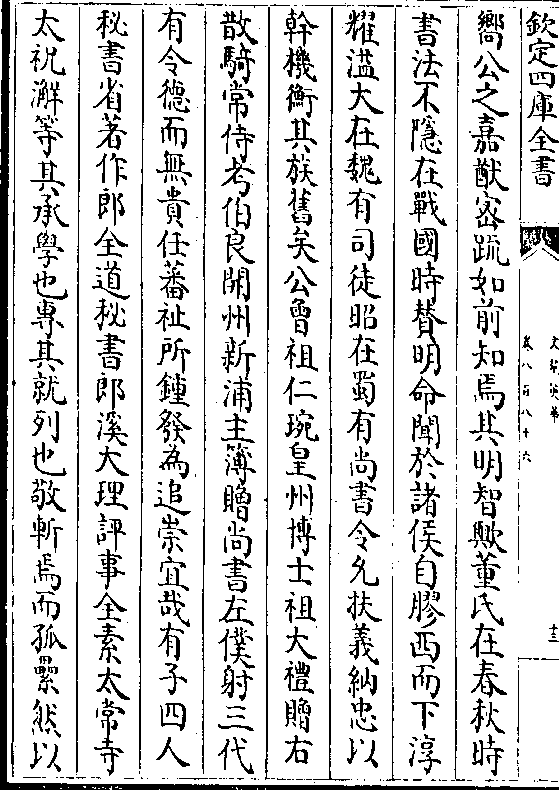 欽定四庫全書
文苑英華
卷八百八十六
十三
嚮公之嘉猷密疏如前知焉其明智歟董氏在春秋時
書法不隱在戰國時賛明命聞於諸侯自膠西而下淳
耀溢大在魏有司徒昭在蜀有尚書令允扶義納忠以
幹機衡其族舊矣公曾祖仁琬皇州博士祖大禮贈右
散騎常侍考伯良開州新浦主簿贈尚書左僕射三代
有令德而無貴任蕃祉所鍾發為追崇宜哉有子四人
秘書省著作郎全道秘書郎溪大理評事全素太常寺
太祝澥等其承學也專其就列也敬斬焉而孤纍然以